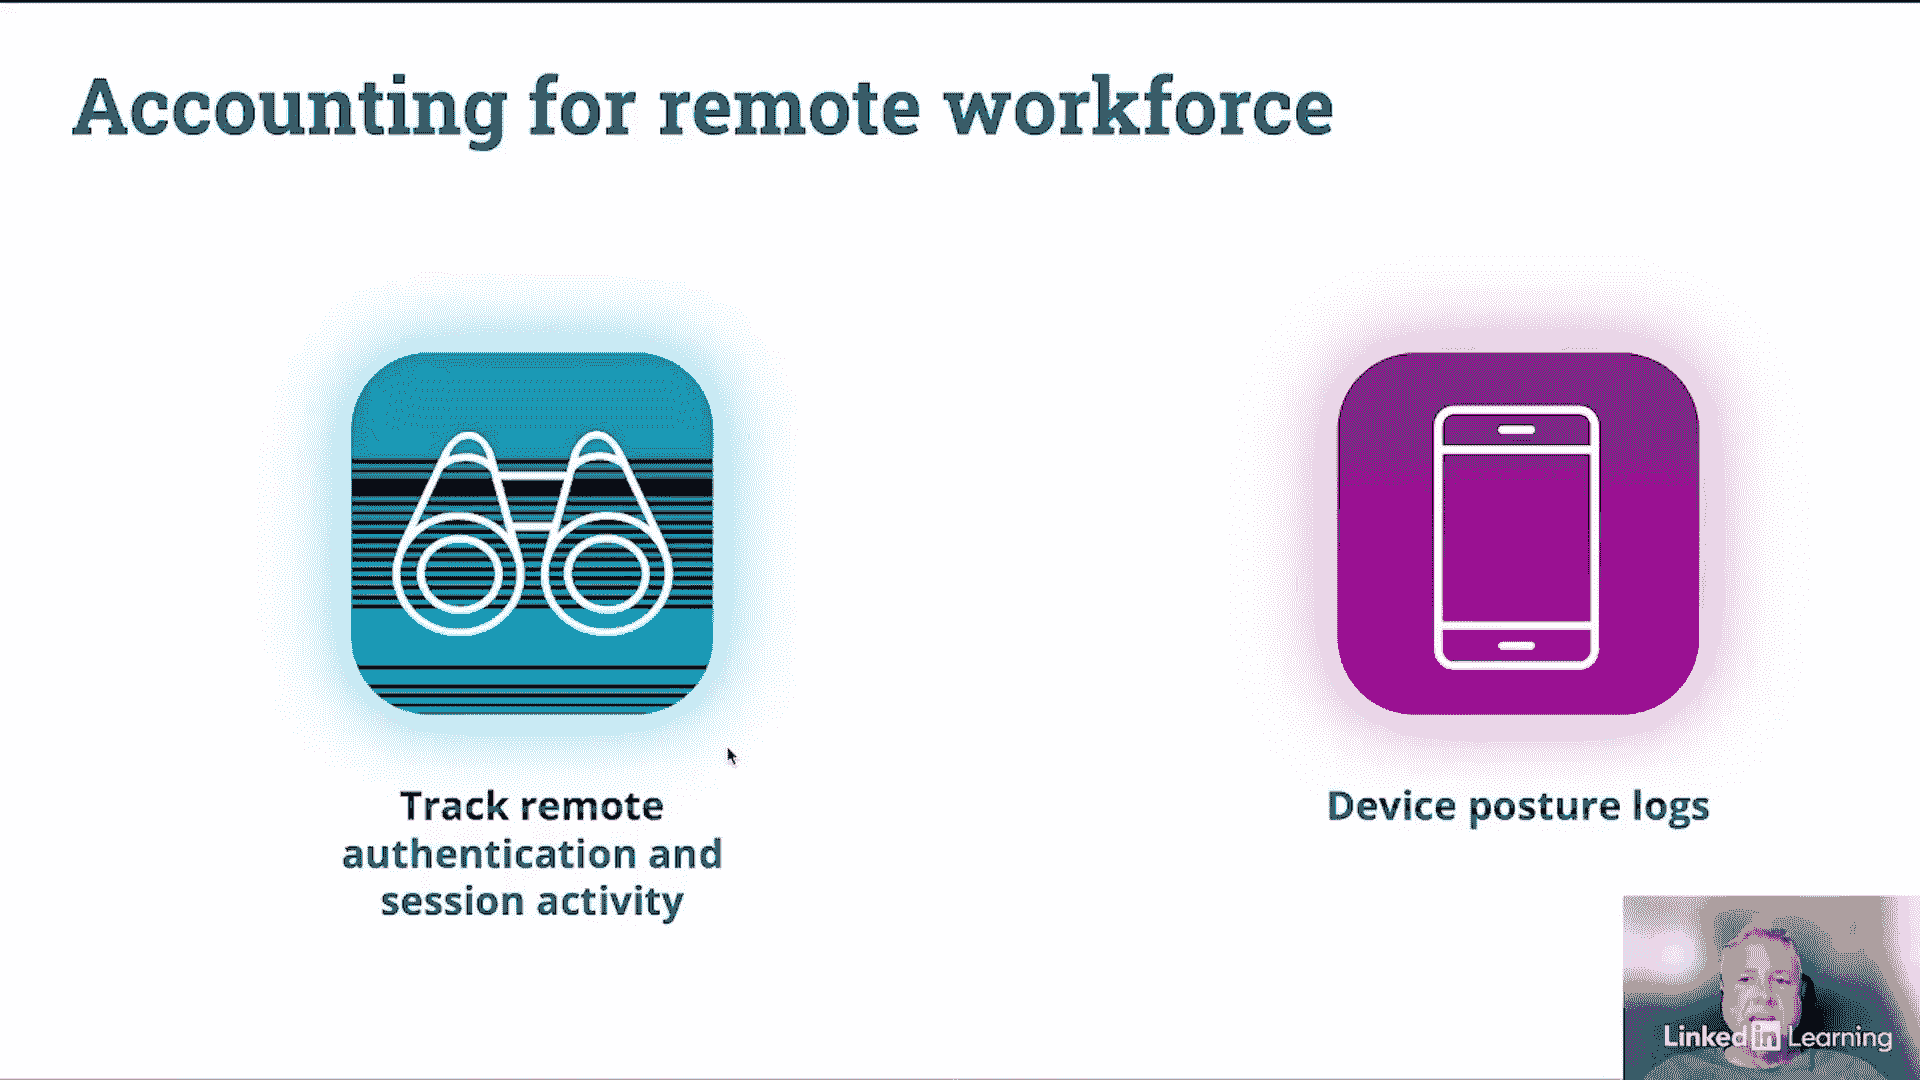 Accounting for remote workforce
Track remote
authentication and
session activity
Device posture logs
Linked in Learning